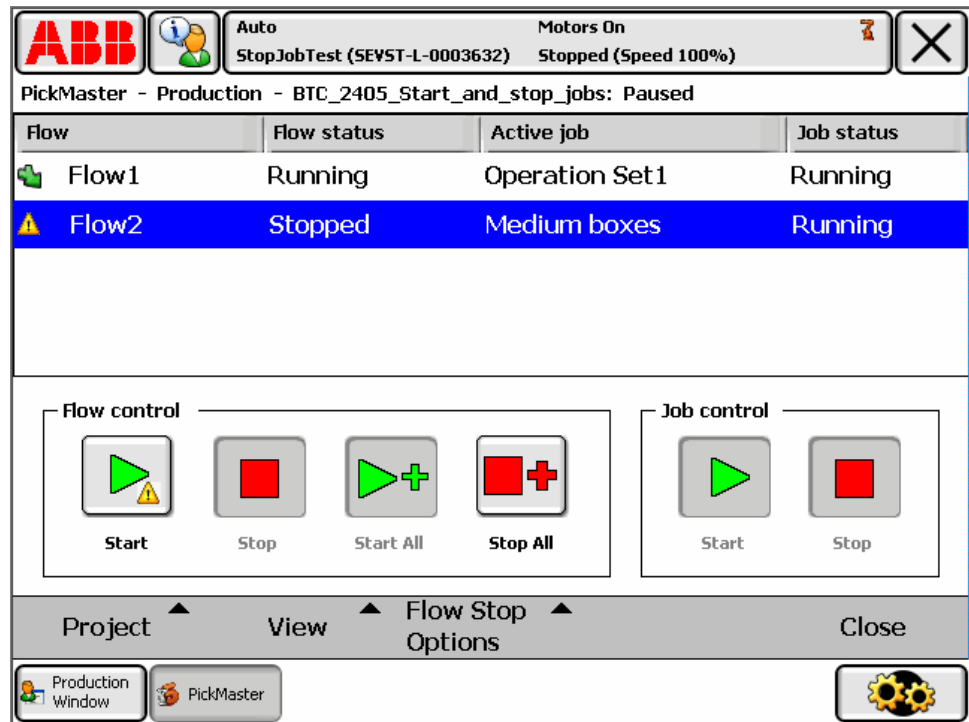 ABB
Auto
Motors On
StopJobTest (SEVST-L-0003632)
Stopped (Speed 100%)
PickMaster - Production - BTC_2405_Start_and_stop_jobs: Paused
Flow Flow status Active job Job status
Flow1 Running Operation Set1 Running
Flow2 Stopped Medium boxes Running
Flow control
Job control
Start Stop Start All Stop All Start Stop
Project View Flow Stop Options Close
Production Window
PickMaster